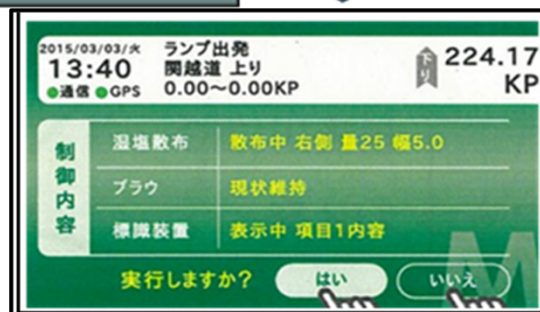 2015/03/03/火
13:40
●通信 ●GPS
ランプ出発
関越道 上り
0.00～0.00KP
下り
224.17
KP
制御内容
湿塩散布 散布中 右側 量25 幅5.0
プラウ 現状維持
標識装置 表示中 項目1内容
実行しますか? はい いいえ
M